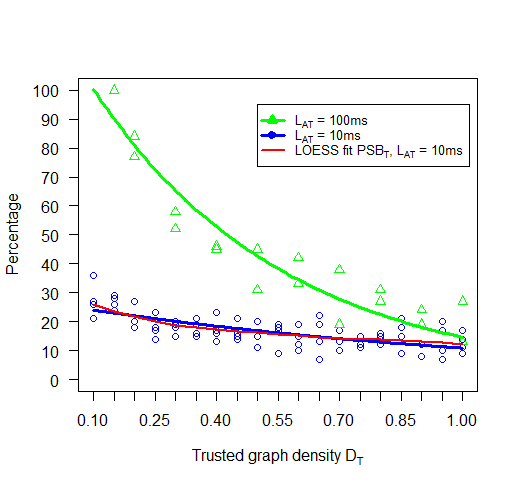 100
90
80
70
60
50
40
30
20
10
0
Percentage
L_AT = 100ms
L_AT = 10ms
LOESS fit PSB_T, L_AT = 10ms
0.10 0.25 0.40 0.55 0.70 0.85 1.00
Trusted graph density D_T